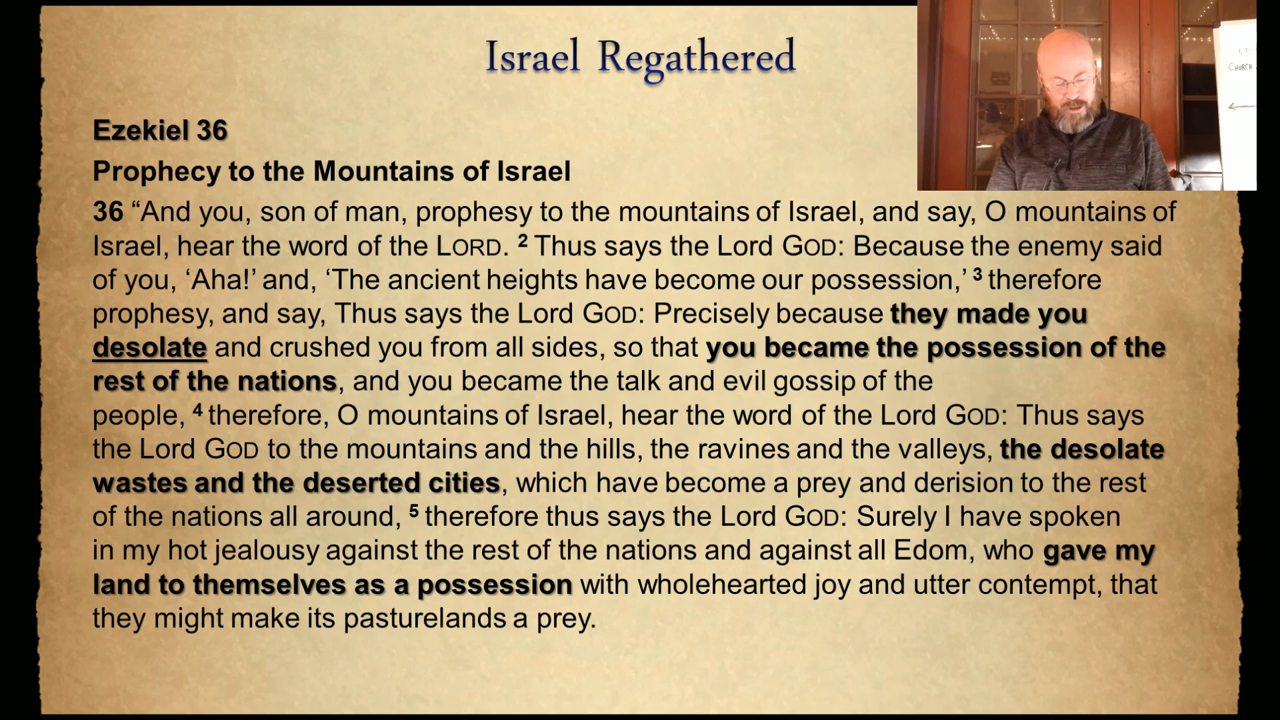 Israel Regathered
Ezekiel 36
Prophecy to the Mountains of Israel
36 “And you, son of man, prophesy to the mountains of Israel, and say, O mountains of
Israel, hear the word of the LORD. 2 Thus says the Lord GOD: Because the enemy said
of you, ‘Aha!’ and, ‘The ancient heights have become our possession,’ 3 therefore
prophesy, and say, Thus says the Lord GOD: Precisely because they made you
desolate and crushed you from all sides, so that you became the possession of the
rest of the nations, and you became the talk and evil gossip of the
people, 4 therefore, O mountains of Israel, hear the word of the Lord GOD: Thus says
the Lord GOD to the mountains and the hills, the ravines and the valleys, the desolate
wastes and the deserted cities, which have become a prey and derision to the rest
of the nations all around, 5 therefore thus says the Lord GOD: Surely I have spoken
in my hot jealousy against the rest of the nations and against all Edom, who gave my
land to themselves as a possession with wholehearted joy and utter contempt, that
they might make its pasturelands a prey.
CHURCH